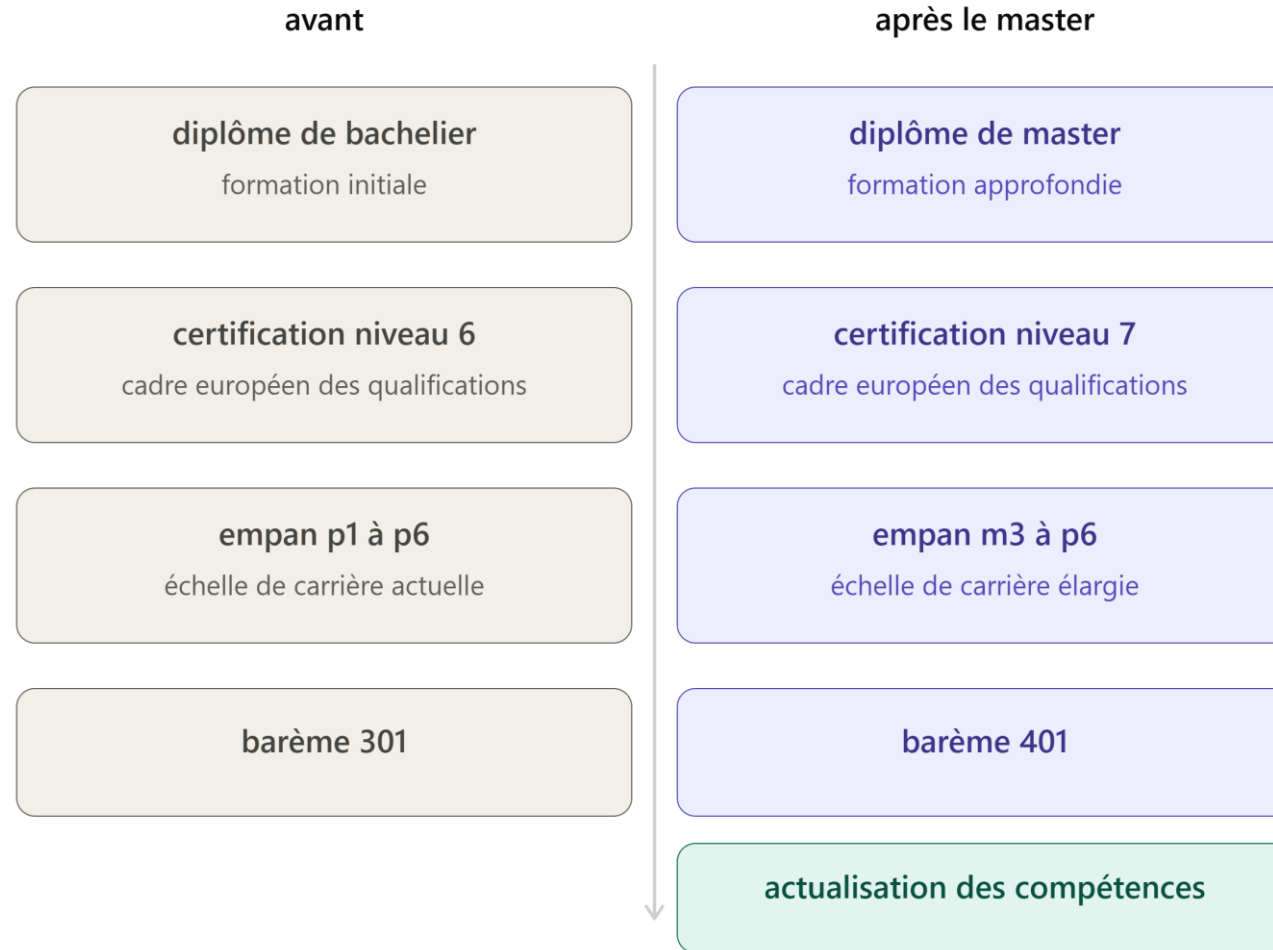 avant
après le master
diplôme de bachelier
formation initiale
diplôme de master
formation approfondie
certification niveau 6
cadre européen des qualifications
certification niveau 7
cadre européen des qualifications
empan p1 à p6
échelle de carrière actuelle
empan m3 à p6
échelle de carrière élargie
barème 301
barème 401
actualisation des compétences